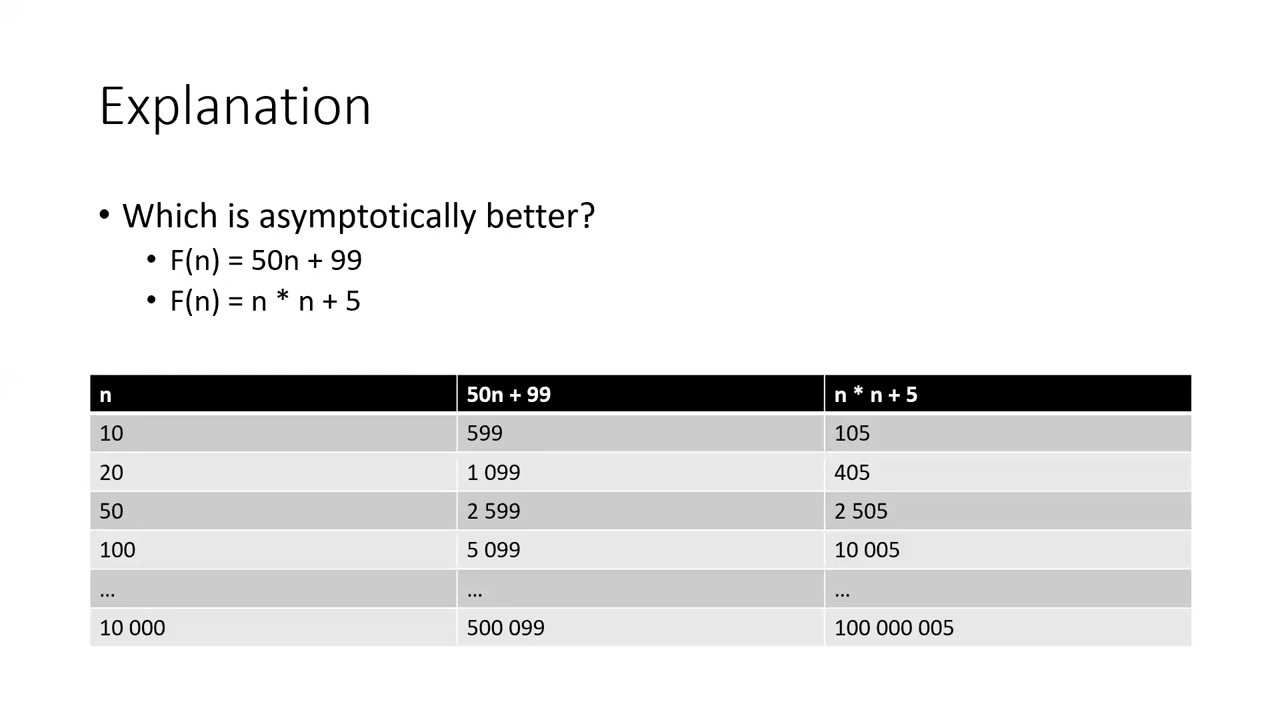 Explanation
• Which is asymptotically better?
• F(n) = 50n + 99
• F(n) = n * n + 5
n 50n + 99 n * n + 5
10 599 105
20 1 099 405
50 2 599 2 505
100 5 099 10 005
... ... ...
10 000 500 099 100 000 005